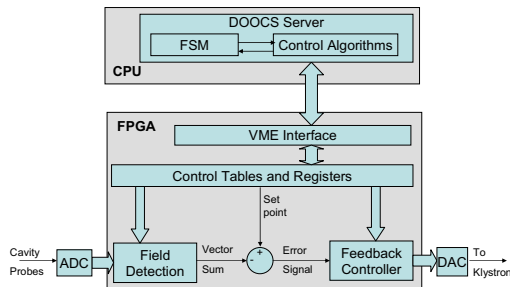 DOOCS Server
FSM
Control Algorithms
CPU
FPGA
VME Interface
Control Tables and Registers
Set
point
Cavity
Probes
ADC
Field
Detection
Vector
Sum
+
-
Error
Signal
Feedback
Controller
DAC
To
Klystron